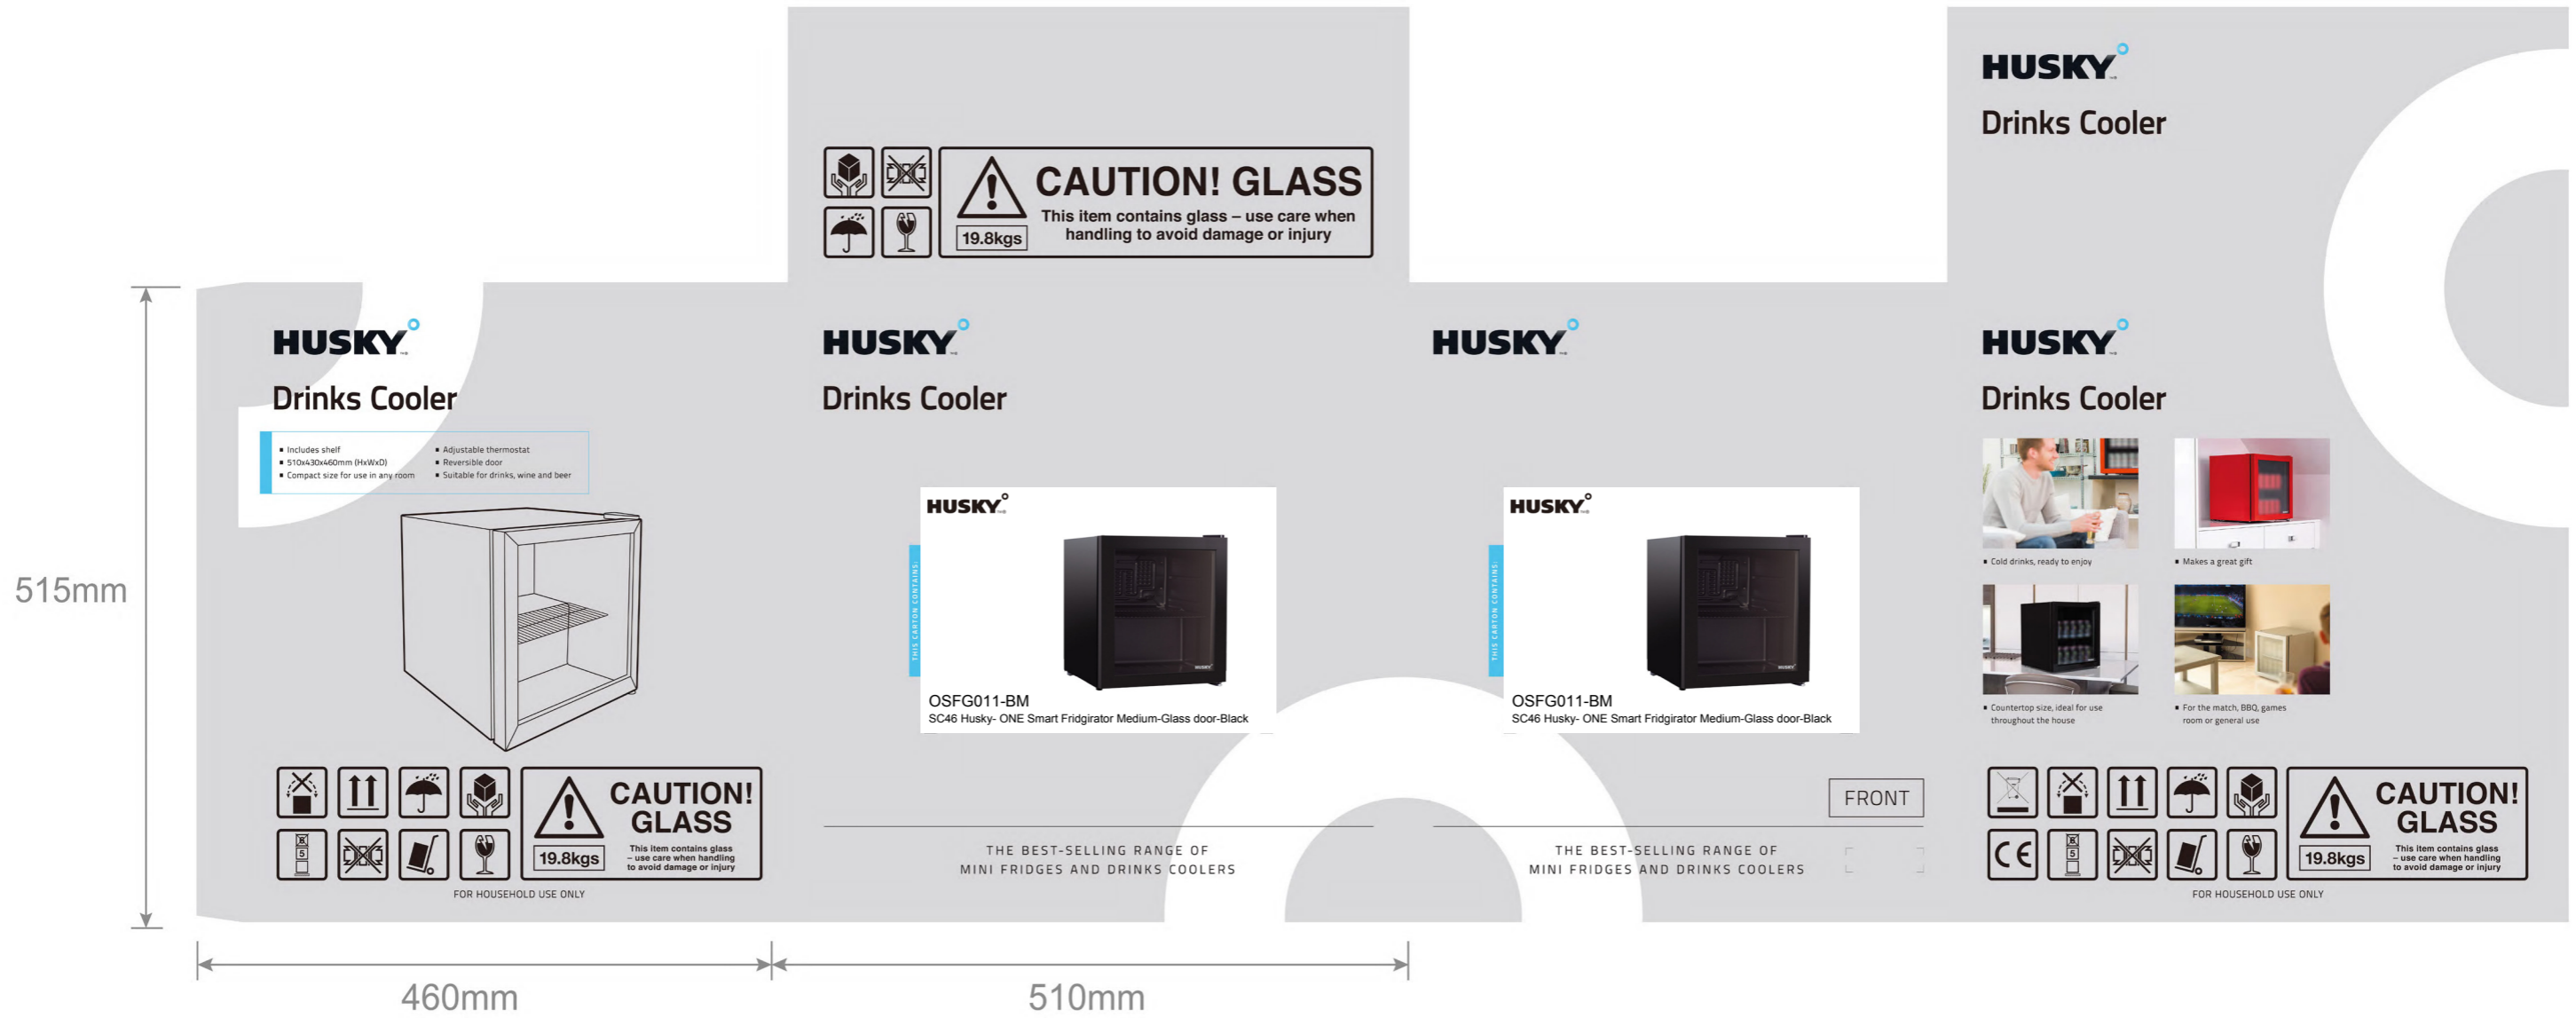 CAUTION! GLASS
This item contains glass – use care when
handling to avoid damage or injury
19.8kgs
HUSKY
Drinks Cooler
515mm
HUSKY
Drinks Cooler
▪ Includes shelf
▪ 510x430x460mm (HxWxD)
▪ Compact size for use in any room
▪ Adjustable thermostat
▪ Reversible door
▪ Suitable for drinks, wine and beer
5
CAUTION!
GLASS
This item contains glass
– use care when handling
to avoid damage or injury
19.8kgs
FOR HOUSEHOLD USE ONLY
460mm
HUSKY
Drinks Cooler
THIS CARTON CONTAINS:
HUSKY
HUSKY
OSFG011-BM
SC46 Husky- ONE Smart Fridgirator Medium-Glass door-Black
THE BEST-SELLING RANGE OF
MINI FRIDGES AND DRINKS COOLERS
510mm
HUSKY
THIS CARTON CONTAINS:
HUSKY
HUSKY
OSFG011-BM
SC46 Husky- ONE Smart Fridgirator Medium-Glass door-Black
FRONT
THE BEST-SELLING RANGE OF
MINI FRIDGES AND DRINKS COOLERS
HUSKY
Drinks Cooler
▪ Cold drinks, ready to enjoy
▪ Makes a great gift
▪ Countertop size, ideal for use
throughout the house
▪ For the match, BBQ, games
room or general use
CE
5
CAUTION!
GLASS
This item contains glass
– use care when handling
to avoid damage or injury
19.8kgs
FOR HOUSEHOLD USE ONLY